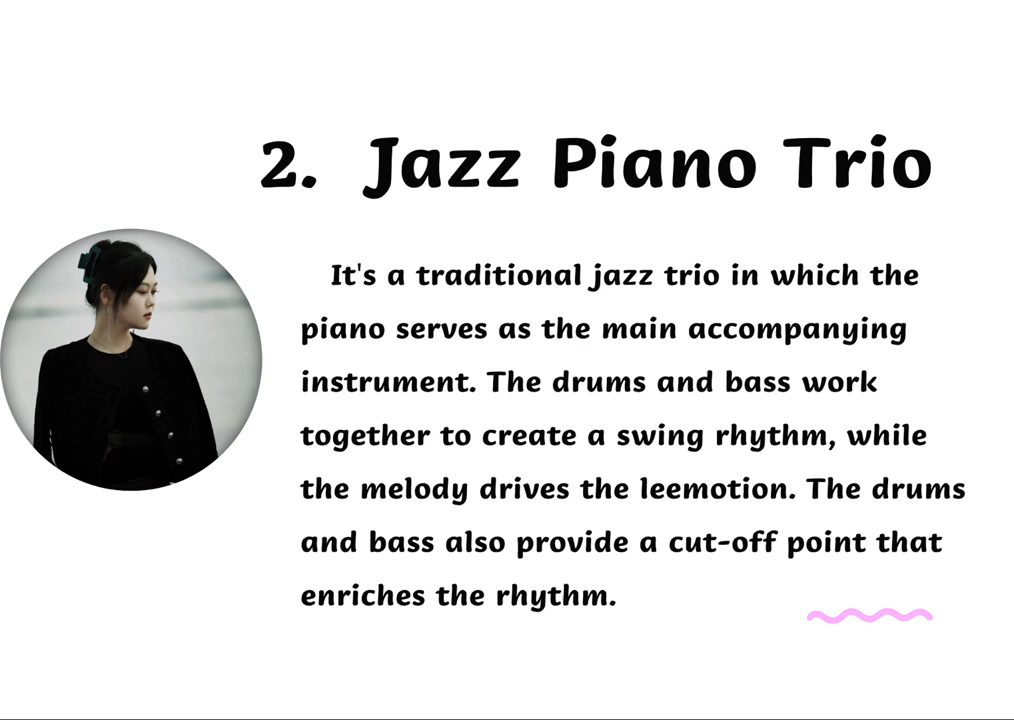 2. Jazz Piano Trio
It's a traditional jazz trio in which the
piano serves as the main accompanying
instrument. The drums and bass work
together to create a swing rhythm, while
the melody drives the leemotion. The drums
and bass also provide a cut-off point that
enriches the rhythm.